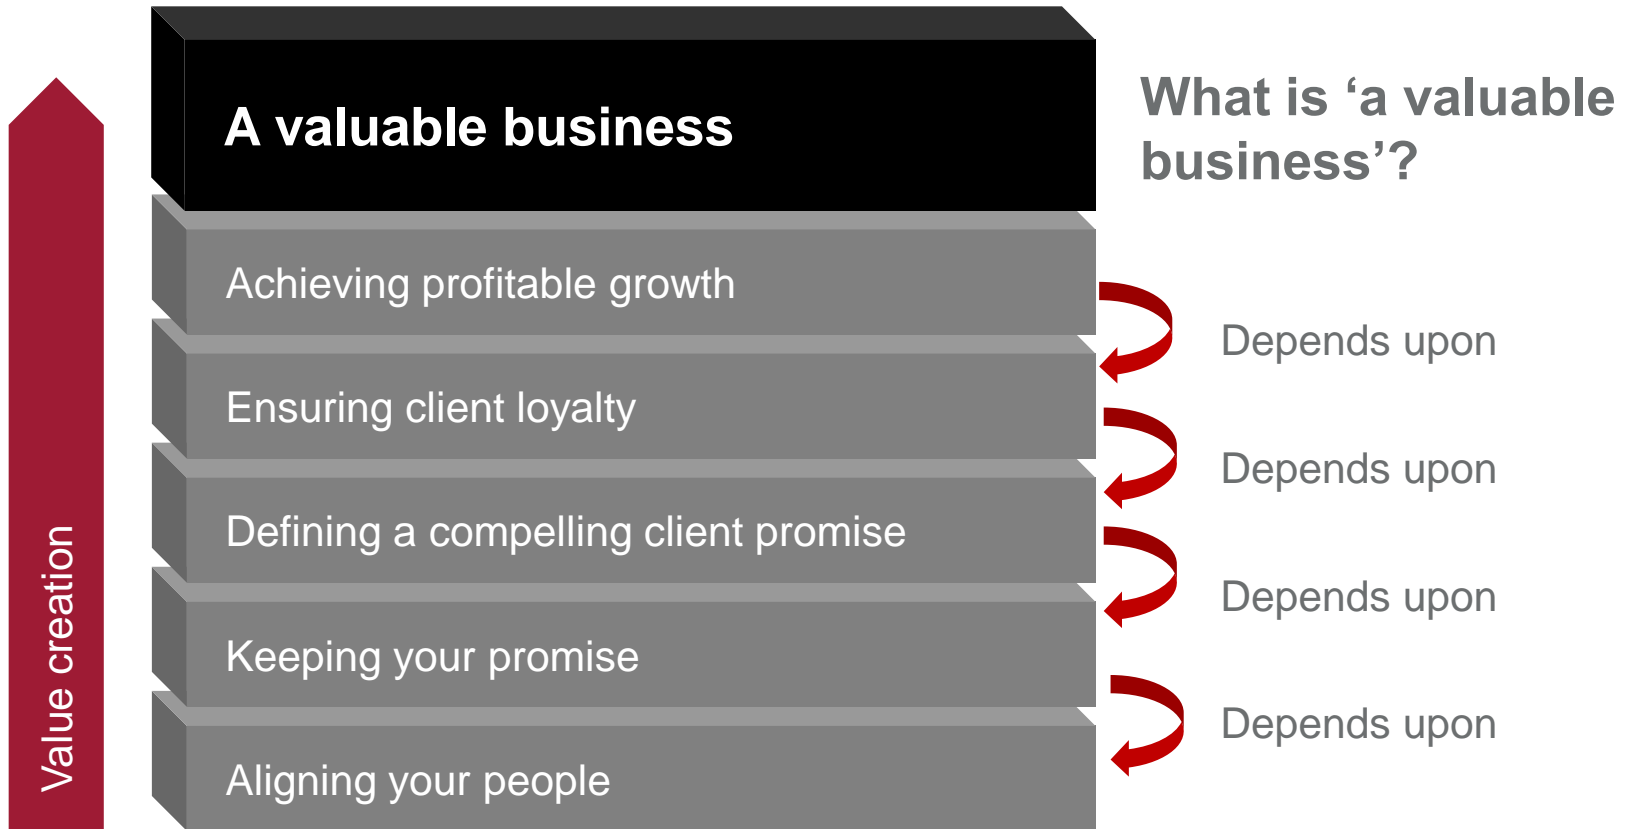 A valuable business
What is ‘a valuable
business’?
Achieving profitable growth
Depends upon
Ensuring client loyalty
Depends upon
Defining a compelling client promise
Depends upon
Keeping your promise
Depends upon
Aligning your people
Value creation